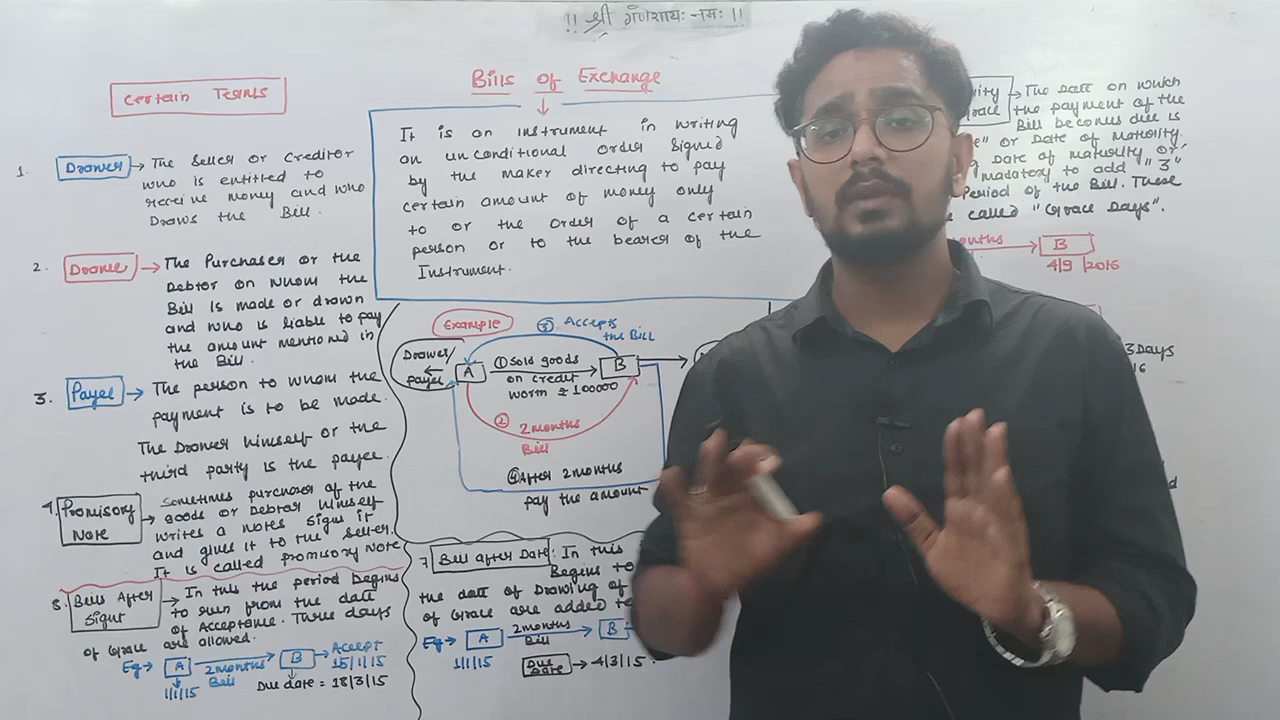 !! श्री गणेशायः नमः !!
Bills of Exchange
It is an instrument in writing
an unconditional order signed
by the maker directing to pay
certain amount of money only
to or the order of a certain
person or to the bearer of the
Instrument.
Certain Terms
1. Drawer → The Seller or Creditor
who is entitled to
receive money and who
Draws the Bill.
2. Drawee → The Purchaser or the
Debtor on whom the
Bill is made or drawn
and who is liable to pay
the amount mentioned in
the Bill.
3. Payee → The person to whom the
payment is to be made.
The Drawer himself or the
third party is the payee.
4. Promisory Note → Sometimes purchaser of the
goods or Debtor himself
writes a notes signs it
and gives it to the seller.
It is called promisory Note
8. Bills After Sight → In this the period begins
to run from the date
of Acceptance. Three days
of Grace are allowed.
Eg → A 2months Bill B → Accept
1/1/15 15/1/15
Due date = 18/3/15
Example
③ Accepts
the Bill
Drawer
payee
A ① Sold goods B
on credit
worth ₹ 100000
② 2months
Bill
④ After 2months
pay the amount
7. Bill after Date: In this
Begins to
the date of Drawing of
of Grace are added to
Eg → A 2months Bill B
1/1/15
Due Date → 4/3/15.
→ The date on which
the payment of the
Bill becomes due is
" or Date of Maturity.
Date of maturity or
madatory to add "3"
Period of the Bill. These
called "Grace Days".
B
4/9/2016
3 Days
16